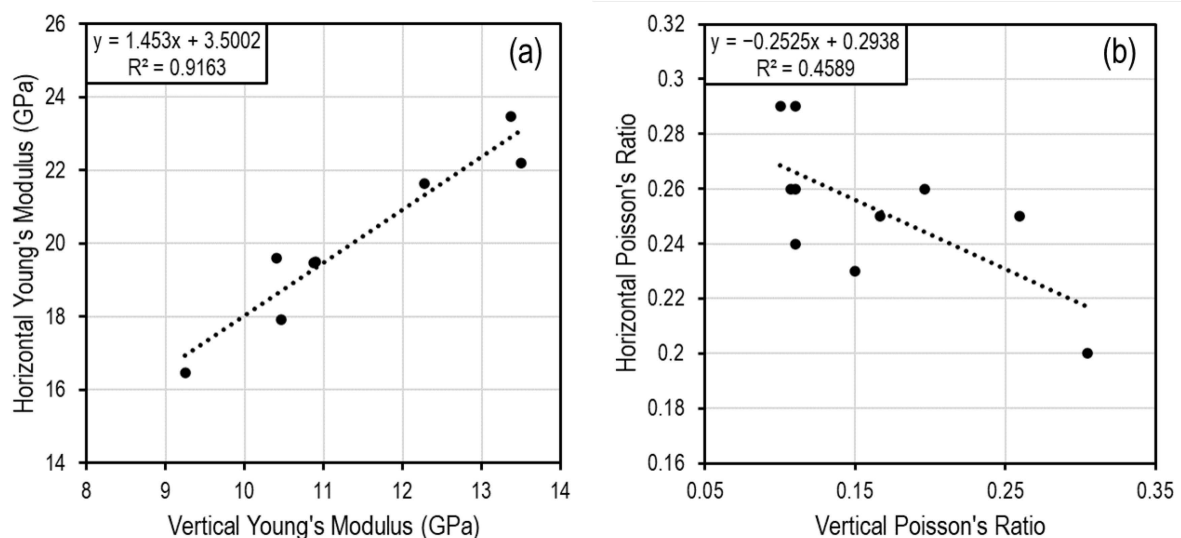 y = 1.453x + 3.5002
R² = 0.9163
(a)
26
24
22
20
18
16
14
8
9
10
11
12
13
14
Horizontal Young's Modulus (GPa)
Vertical Young's Modulus (GPa)
y = −0.2525x + 0.2938
R² = 0.4589
(b)
0.32
0.3
0.28
0.26
0.24
0.22
0.2
0.18
0.16
0.05
0.15
0.25
0.35
Horizontal Poisson's Ratio
Vertical Poisson's Ratio